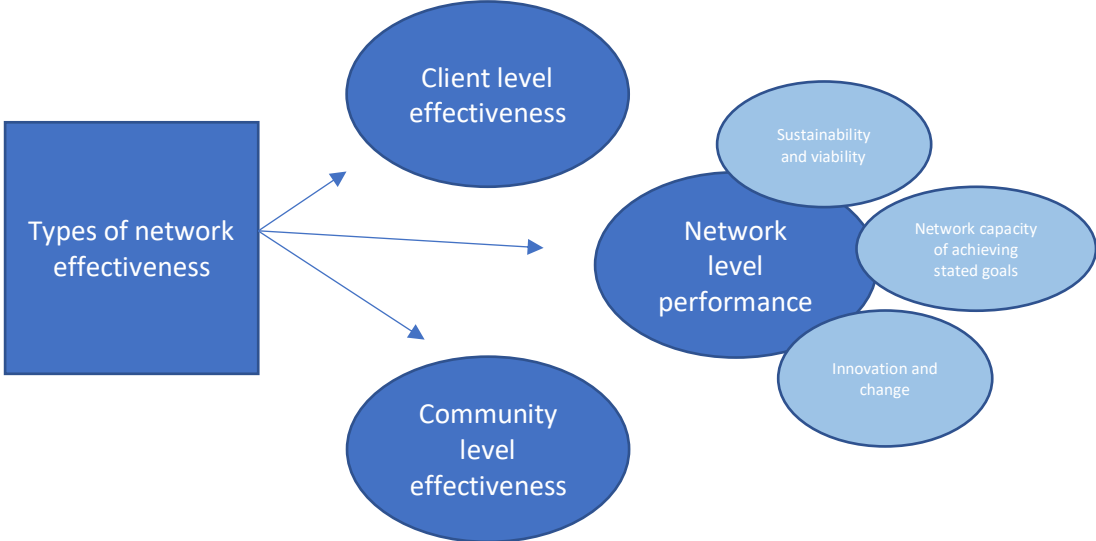 Types of network
effectiveness
Client level
effectiveness
Network
level
performance
Sustainability
and viability
Network capacity
of achieving
stated goals
Innovation and
change
Community
level
effectiveness